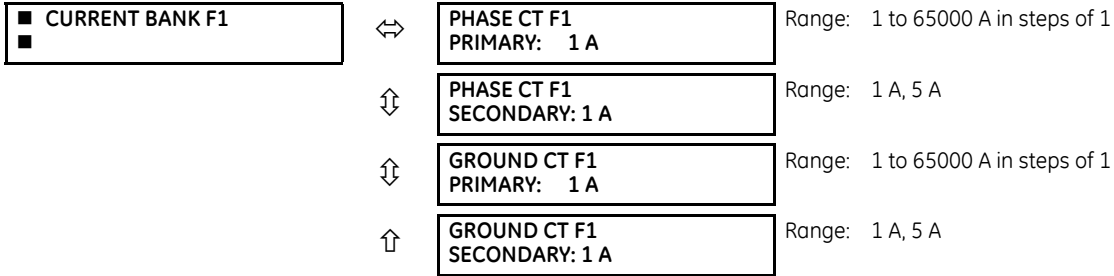 ■ CURRENT BANK F1
■
PHASE CT F1
PRIMARY: 1 A
Range: 1 to 65000 A in steps of 1
PHASE CT F1
SECONDARY: 1 A
Range: 1 A, 5 A
GROUND CT F1
PRIMARY: 1 A
Range: 1 to 65000 A in steps of 1
GROUND CT F1
SECONDARY: 1 A
Range: 1 A, 5 A